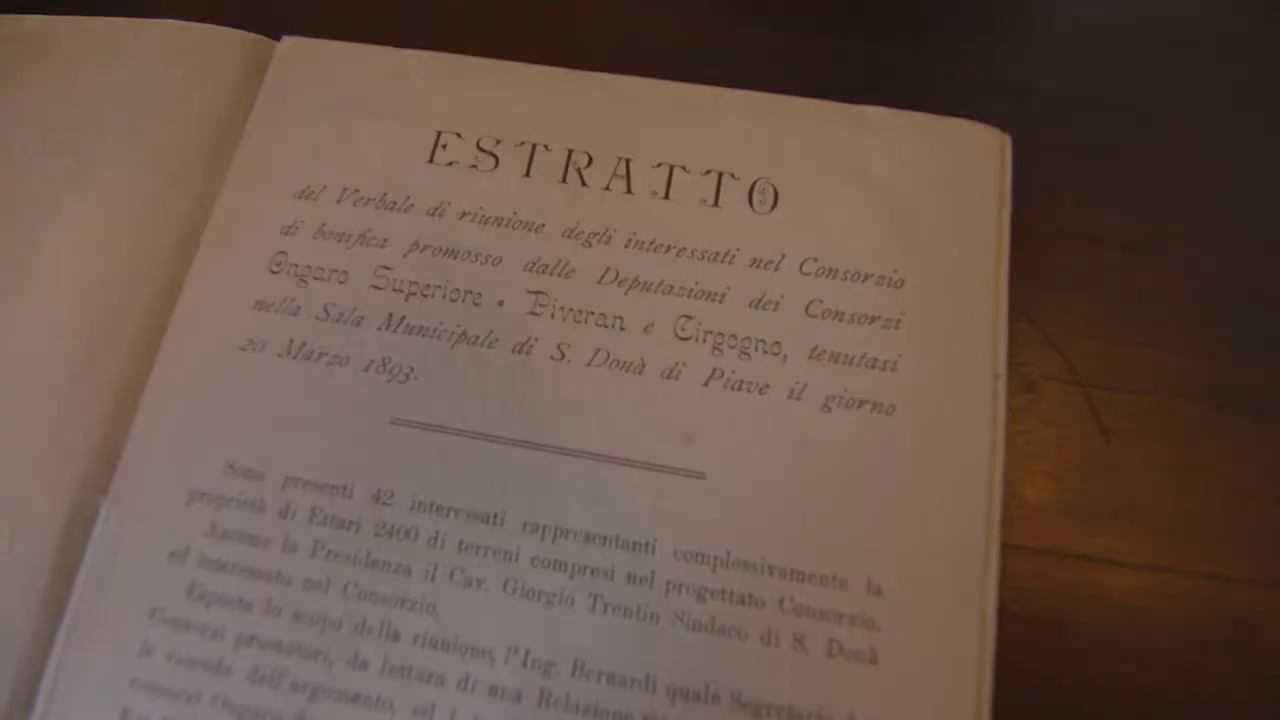 ESTRATTO
del Verbale di riunione degli interessati nel Consorzio
di bonifica promosso dalle Deputazioni dei Consorzi
Ongaro Superiore - Piveran e Cirgogno, tenutasi
nella Sala Municipale di S. Donà di Piave il giorno
20 Marzo 1893.
Sono presenti 42 interessati rappresentanti complessivamente la
proprietà di Ettari 2400 di terreni compresi nel progettato Consorzio.
Assume la Presidenza il Cav. Giorgio Trentin Sindaco di S. Donà
ed interessato nel Consorzio.
Esposto lo scopo della riunione, l'Ing. Bernardi quale Segretario
Consorzi promotori, da lettura di una Relazione
le vicende dell'argomento, ed
consorzi Ongaro